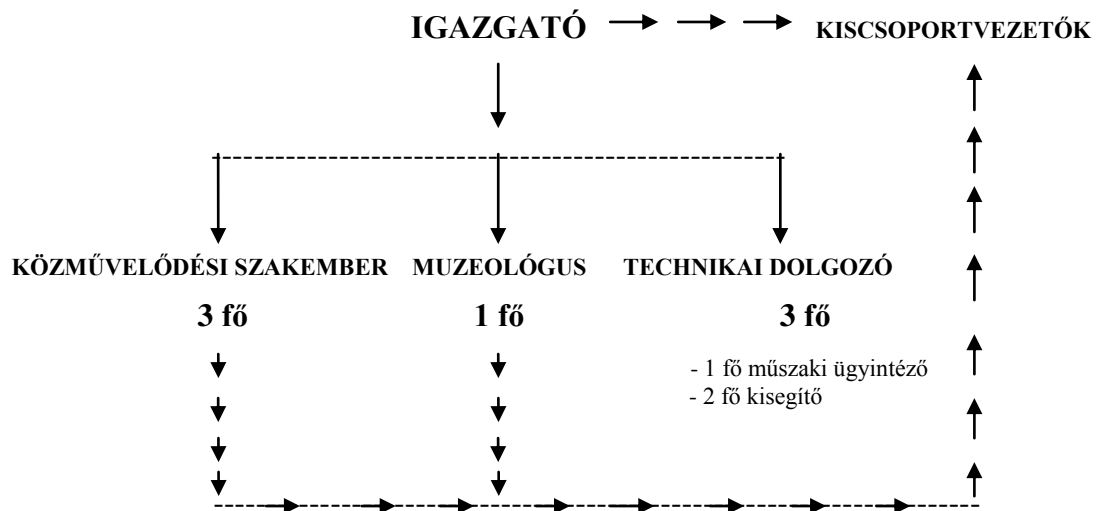 IGAZGATÓ KISCSOPORTVEZETŐK
KÖZMŰVELŐDÉSI SZAKEMBER MUZEOLÓGUS TECHNIKAI DOLGOZÓ
3 fő 1 fő 3 fő
- 1 fő műszaki ügyintéző
- 2 fő kisegítő